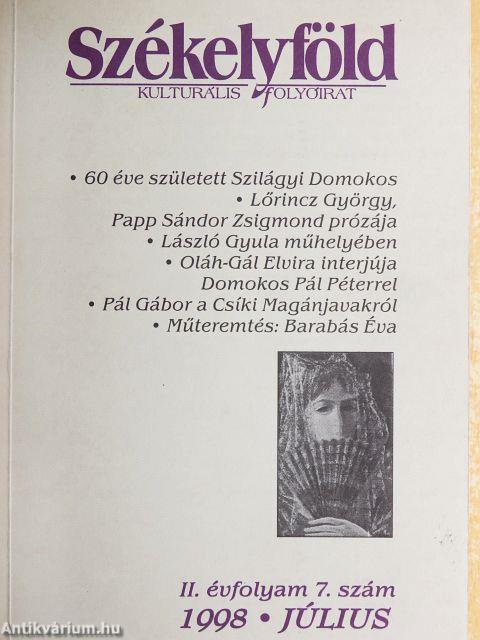 Székelyföld
KULTURÁLIS FOLYÓIRAT
• 60 éve született Szilágyi Domokos
• Lőrincz György,
Papp Sándor Zsigmond prózája
• László Gyula műhelyében
• Oláh-Gál Elvira interjúja
Domokos Pál Péterrel
• Pál Gábor a Csíki Magánjavakról
• Műteremtés: Barabás Éva
II. évfolyam 7. szám
1998 • JÚLIUS
Antikvárium.hu